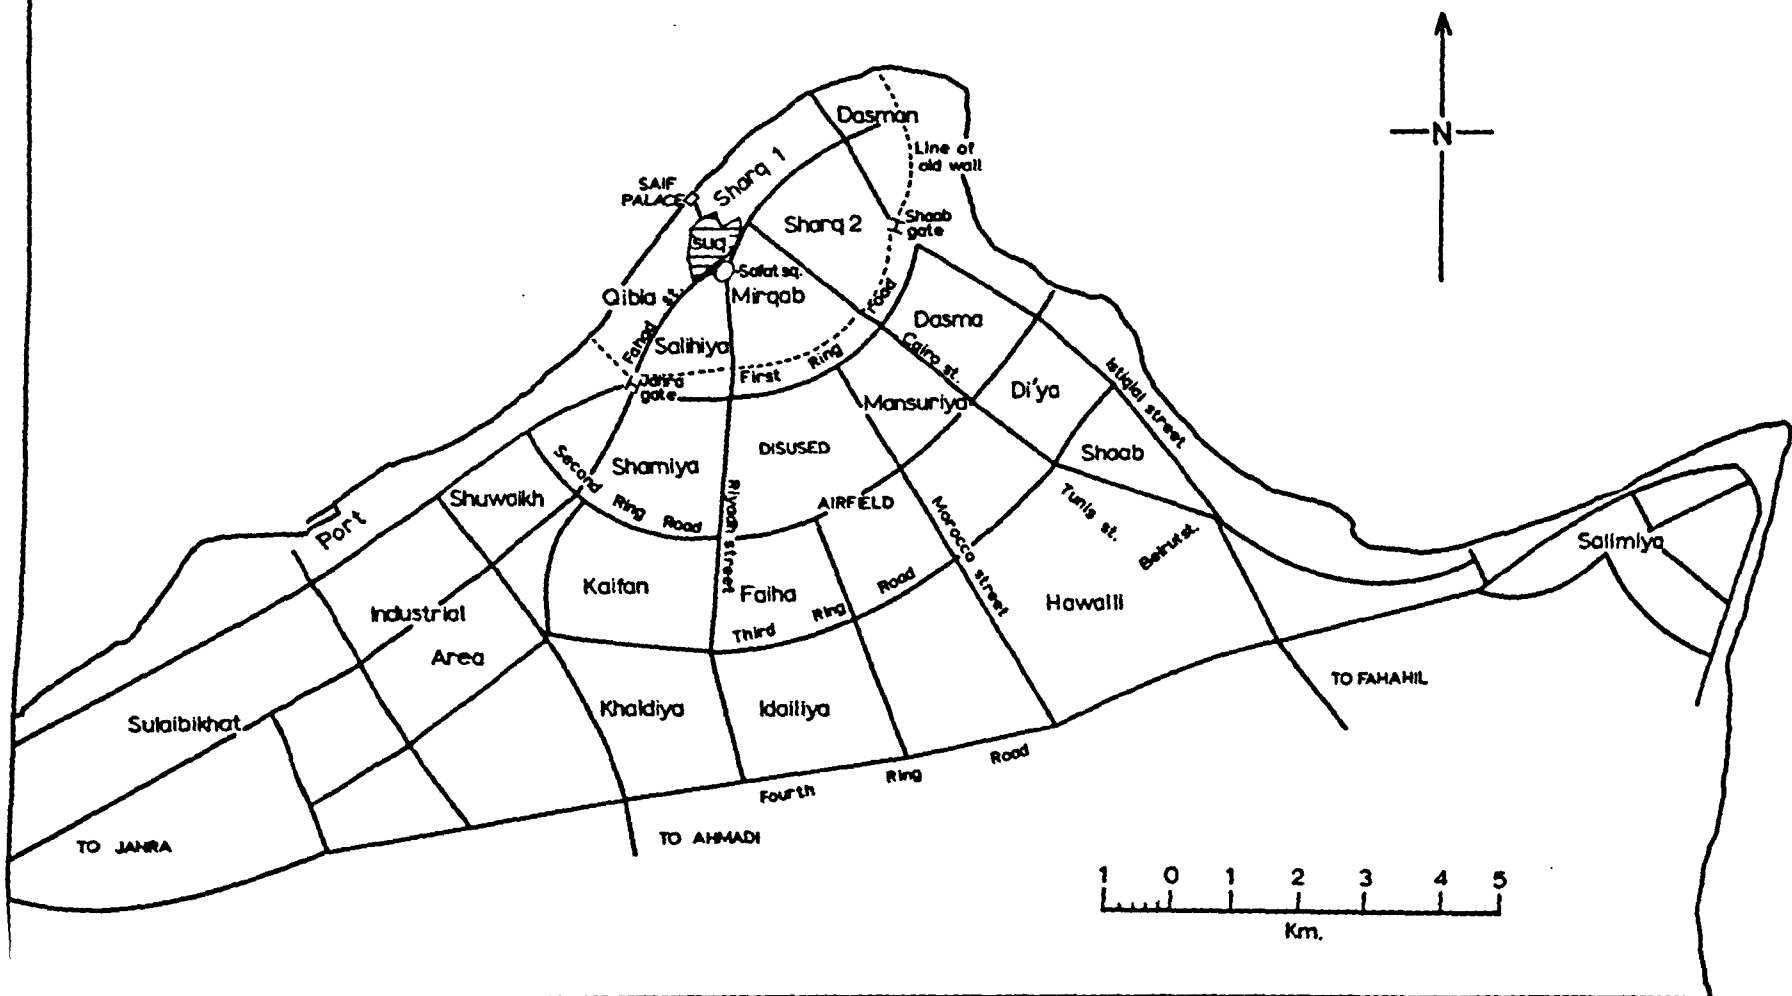 N
Dasman
Line of
old wall
Sharq 1
SAIF
PALACE
Sharq 2
Shaab
gate
suq
Safat sq.
Qibla
st.
Mirqab
Fahad
Salihiya
road
Dasma
Cairo st.
Jahra
gate
First
Ring
Mansuriya
Di'ya
Istiqlal street
Shaab
DISUSED
AIRFIELD
Shamiya
Second
Ring
Road
Shuwaikh
Riyadh street
Morocco street
Tunis st.
Beirut st.
Port
Salimiya
Kaifan
Faiha
Third
Ring
Road
Hawalli
Industrial
Area
Khaldiya
Idailiya
TO FAHAHIL
Sulaibikhat
Fourth
Ring
Road
TO JAHRA
TO AHMADI
1 0 1 2 3 4 5
Km.